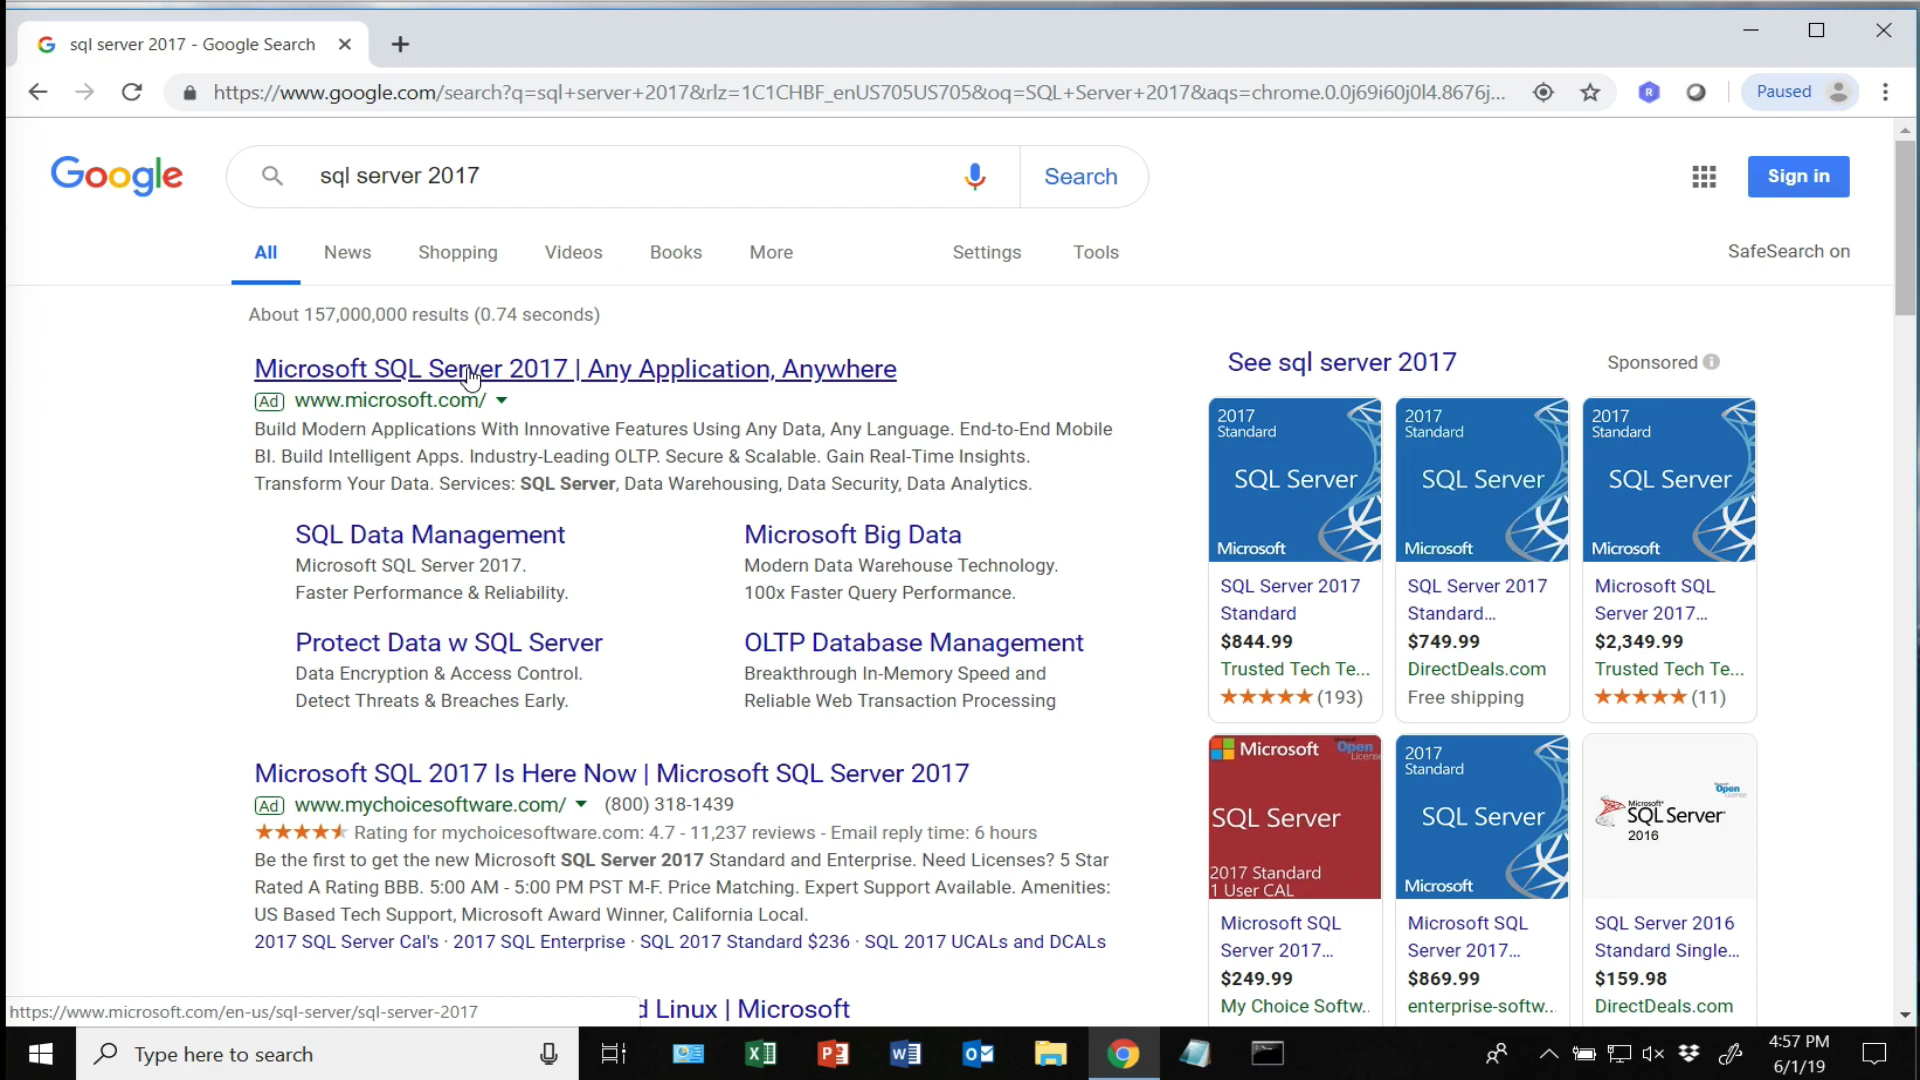 sql server 2017 - Google Search
https://www.google.com/search?q=sql+server+2017&rlz=1C1CHBF_enUS705US705&oq=SQL+Server+2017&aqs=chrome.0.0j69i60j0l4.8676j...
R
Paused
Google
sql server 2017
Search
Sign in
All News Shopping Videos Books More Settings Tools
SafeSearch on
About 157,000,000 results (0.74 seconds)
Microsoft SQL Server 2017 | Any Application, Anywhere
Ad www.microsoft.com/
Build Modern Applications With Innovative Features Using Any Data, Any Language. End-to-End Mobile
BI. Build Intelligent Apps. Industry-Leading OLTP. Secure & Scalable. Gain Real-Time Insights.
Transform Your Data. Services: SQL Server, Data Warehousing, Data Security, Data Analytics.
SQL Data Management
Microsoft SQL Server 2017.
Faster Performance & Reliability.
Microsoft Big Data
Modern Data Warehouse Technology.
100x Faster Query Performance.
Protect Data w SQL Server
Data Encryption & Access Control.
Detect Threats & Breaches Early.
OLTP Database Management
Breakthrough In-Memory Speed and
Reliable Web Transaction Processing
Microsoft SQL 2017 Is Here Now | Microsoft SQL Server 2017
Ad www.mychoicesoftware.com/ (800) 318-1439
Rating for mychoicesoftware.com: 4.7 - 11,237 reviews - Email reply time: 6 hours
Be the first to get the new Microsoft SQL Server 2017 Standard and Enterprise. Need Licenses? 5 Star
Rated A Rating BBB. 5:00 AM - 5:00 PM PST M-F. Price Matching. Expert Support Available. Amenities:
US Based Tech Support, Microsoft Award Winner, California Local.
2017 SQL Server Cal's · 2017 SQL Enterprise · SQL 2017 Standard $236 · SQL 2017 UCALs and DCALs
d Linux | Microsoft
See sql server 2017
Sponsored
2017
Standard
SQL Server
Microsoft
SQL Server 2017
Standard
$844.99
Trusted Tech Te...
(193)
2017
Standard
SQL Server
Microsoft
SQL Server 2017
Standard...
$749.99
DirectDeals.com
Free shipping
2017
Standard
SQL Server
Microsoft
Microsoft SQL
Server 2017...
$2,349.99
Trusted Tech Te...
(11)
Microsoft Open License
SQL Server
2017 Standard
1 User CAL
Microsoft SQL
Server 2017...
$249.99
My Choice Softw..
2017
Standard
SQL Server
Microsoft
Microsoft SQL
Server 2017...
$869.99
enterprise-softw...
Open
Microsoft
SQL Server
2016
SQL Server 2016
Standard Single...
$159.98
DirectDeals.com
https://www.microsoft.com/en-us/sql-server/sql-server-2017
Type here to search
4:57 PM
6/1/19